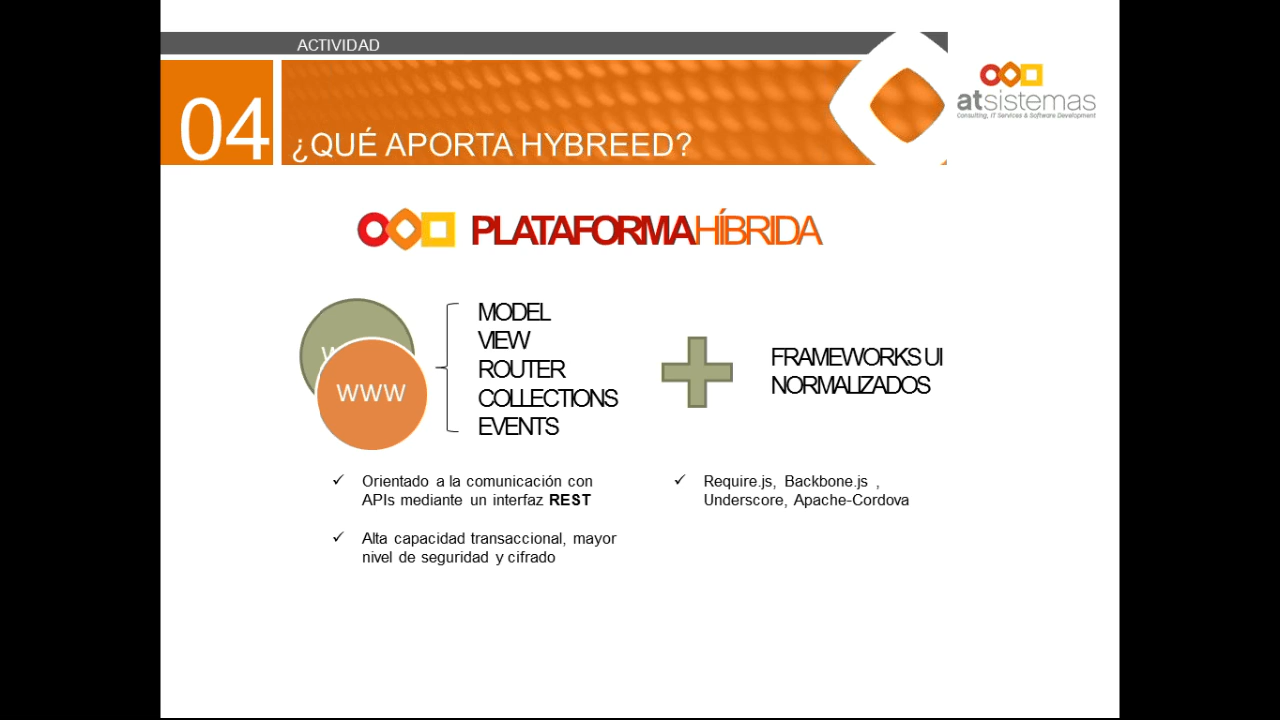 ACTIVIDAD
04
¿QUÉ APORTA HYBREED?
atsistemas
Consulting, IT Services & Software Development
PLATAFORMAHÍBRIDA
W
WWW
MODEL
VIEW
ROUTER
COLLECTIONS
EVENTS
FRAMEWORKS UI
NORMALIZADOS
✓ Orientado a la comunicación con
APIs mediante un interfaz REST
✓ Alta capacidad transaccional, mayor
nivel de seguridad y cifrado
✓ Require.js, Backbone.js ,
Underscore, Apache-Cordova